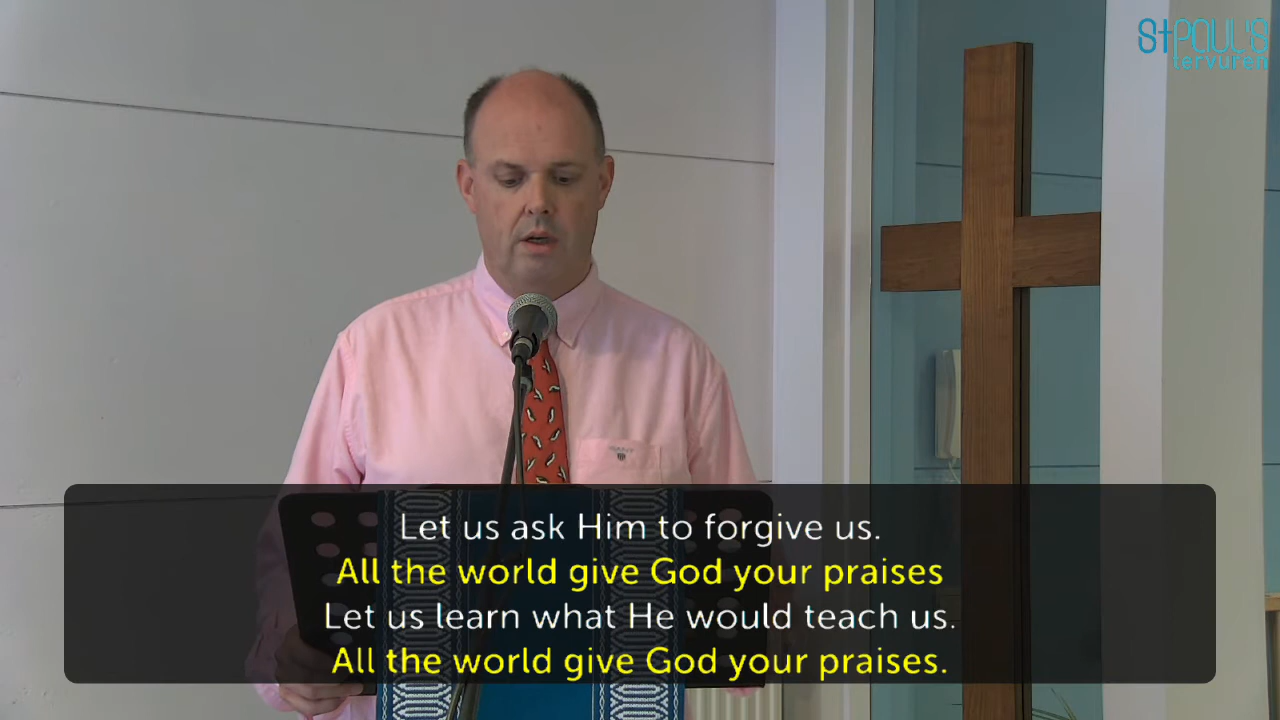 St PAUL'S
tervuren
Let us ask Him to forgive us.
All the world give God your praises
Let us learn what He would teach us.
All the world give God your praises.